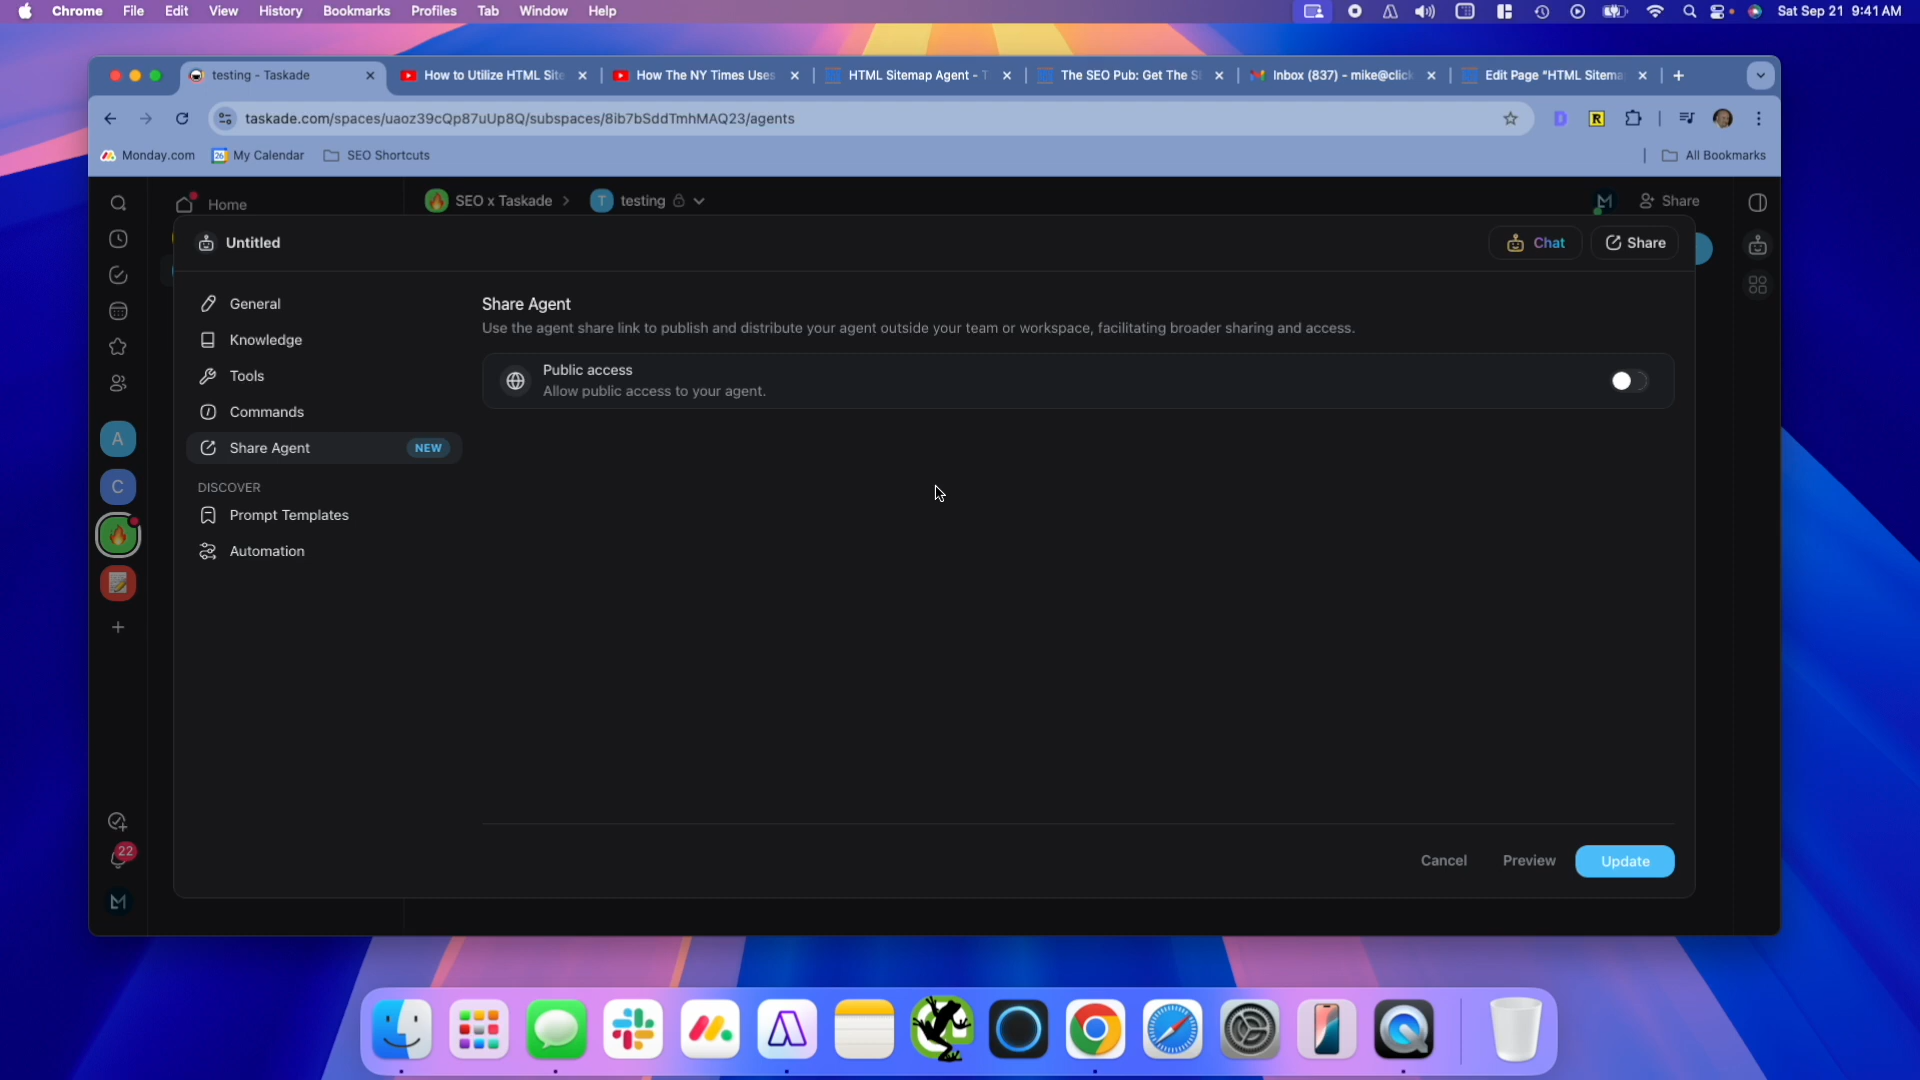 Chrome File Edit View History Bookmarks Profiles Tab Window Help Sat Sep 21 9:41 AM
testing - Taskade How to Utilize HTML Site How The NY Times Uses HTML Sitemap Agent - T The SEO Pub: Get The S Inbox (837) - mike@click Edit Page "HTML Sitema
taskade.com/spaces/uaoz39cQp87uUp8Q/subspaces/8ib7bSddTmhMAQ23/agents
Monday.com 26 My Calendar SEO Shortcuts All Bookmarks
Home SEO x Taskade T testing Share
Untitled Chat Share
General
Knowledge
Tools
Commands
Share Agent NEW
DISCOVER
Prompt Templates
Automation
A
C
22
M
Share Agent
Use the agent share link to publish and distribute your agent outside your team or workspace, facilitating broader sharing and access.
Public access
Allow public access to your agent.
Cancel Preview Update